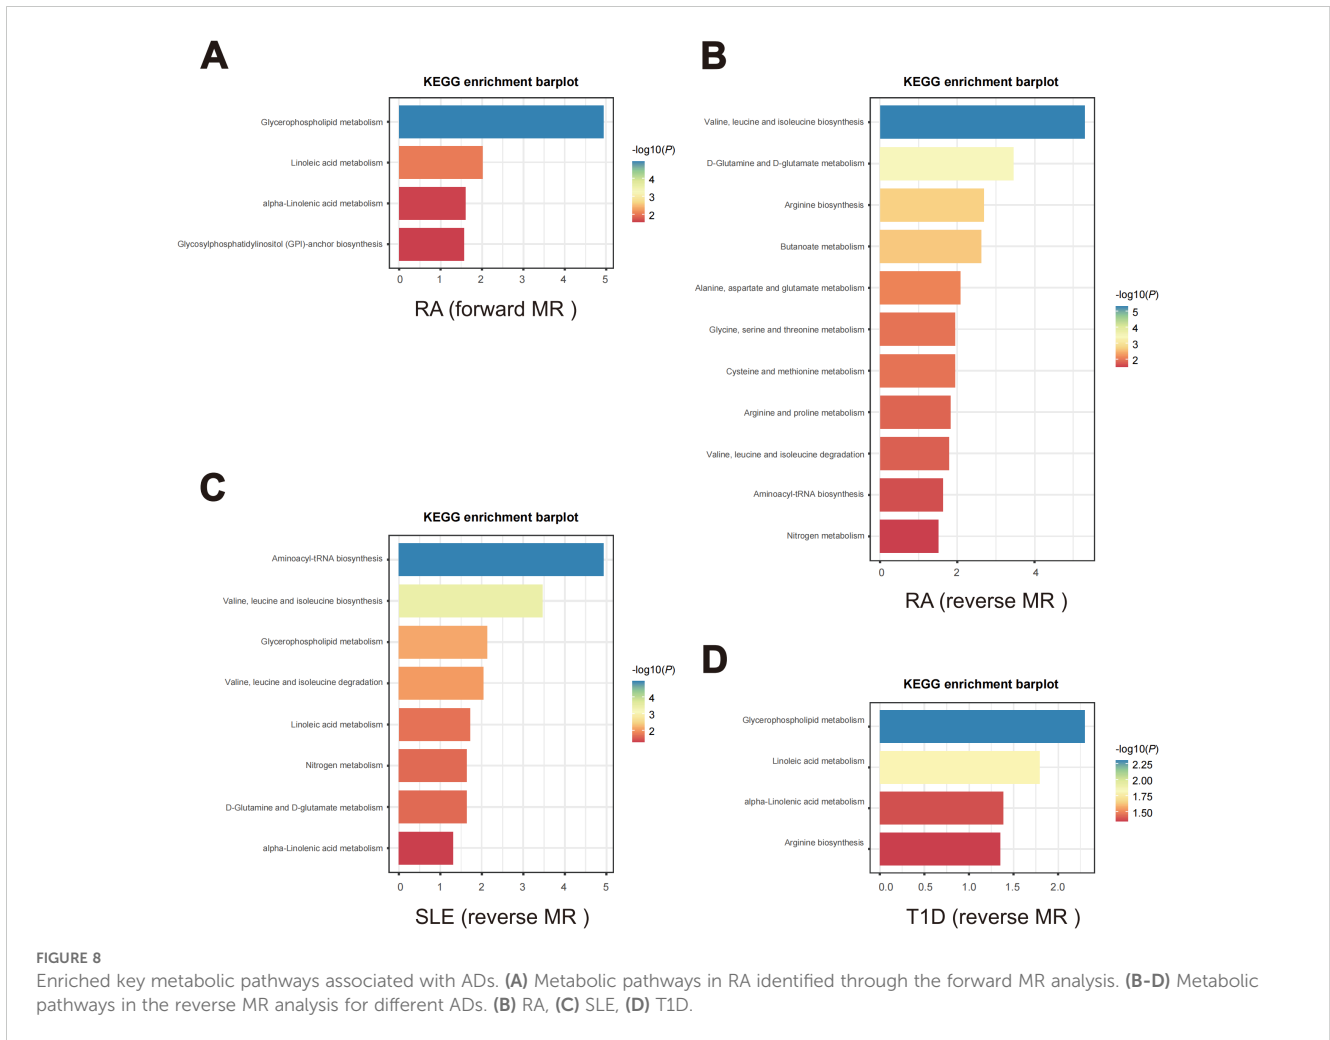 A
KEGG enrichment barplot
Glycerophospholipid metabolism
Linoleic acid metabolism
alpha-Linolenic acid metabolism
Glycosylphosphatidylinositol (GPI)-anchor biosynthesis
0 1 2 3 4 5
-log10(P)
4
3
2
RA (forward MR )
B
KEGG enrichment barplot
Valine, leucine and isoleucine biosynthesis
D-Glutamine and D-glutamate metabolism
Arginine biosynthesis
Butanoate metabolism
Alanine, aspartate and glutamate metabolism
Glycine, serine and threonine metabolism
Cysteine and methionine metabolism
Arginine and proline metabolism
Valine, leucine and isoleucine degradation
Aminoacyl-tRNA biosynthesis
Nitrogen metabolism
0 2 4
-log10(P)
5
4
3
2
RA (reverse MR )
C
KEGG enrichment barplot
Aminoacyl-tRNA biosynthesis
Valine, leucine and isoleucine biosynthesis
Glycerophospholipid metabolism
Valine, leucine and isoleucine degradation
Linoleic acid metabolism
Nitrogen metabolism
D-Glutamine and D-glutamate metabolism
alpha-Linolenic acid metabolism
0 1 2 3 4 5
-log10(P)
4
3
2
SLE (reverse MR )
D
KEGG enrichment barplot
Glycerophospholipid metabolism
Linoleic acid metabolism
alpha-Linolenic acid metabolism
Arginine biosynthesis
0.0 0.5 1.0 1.5 2.0
-log10(P)
2.25
2.00
1.75
1.50
T1D (reverse MR )
FIGURE 8
Enriched key metabolic pathways associated with ADs. (A) Metabolic pathways in RA identified through the forward MR analysis. (B-D) Metabolic
pathways in the reverse MR analysis for different ADs. (B) RA, (C) SLE, (D) T1D.